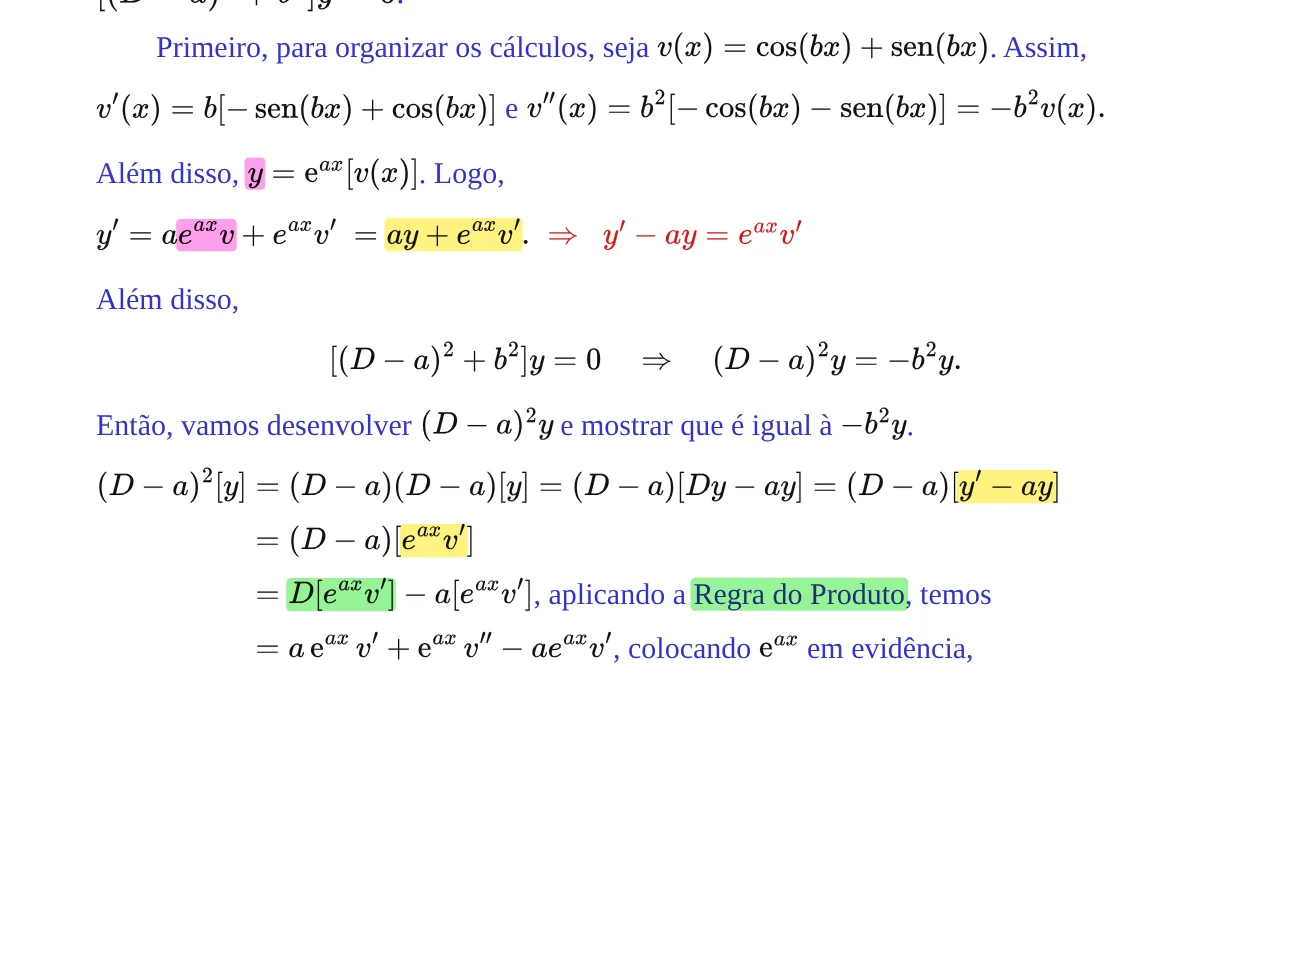 [(D − a)² + b²]y = 0.
Primeiro, para organizar os cálculos, seja v(x) = cos(bx) + sen(bx). Assim,
v′(x) = b[− sen(bx) + cos(bx)] e v″(x) = b²[− cos(bx) − sen(bx)] = −b²v(x).
Além disso, y = e^{ax}[v(x)]. Logo,
y′ = ae^{ax}v + e^{ax}v′ = ay + e^{ax}v′. ⇒ y′ − ay = e^{ax}v′
Além disso,
[(D − a)² + b²]y = 0 ⇒ (D − a)²y = −b²y.
Então, vamos desenvolver (D − a)²y e mostrar que é igual à −b²y.
(D − a)²[y] = (D − a)(D − a)[y] = (D − a)[Dy − ay] = (D − a)[y′ − ay]
= (D − a)[e^{ax}v′]
= D[e^{ax}v′] − a[e^{ax}v′], aplicando a Regra do Produto, temos
= a e^{ax} v′ + e^{ax} v″ − ae^{ax}v′, colocando e^{ax} em evidência,